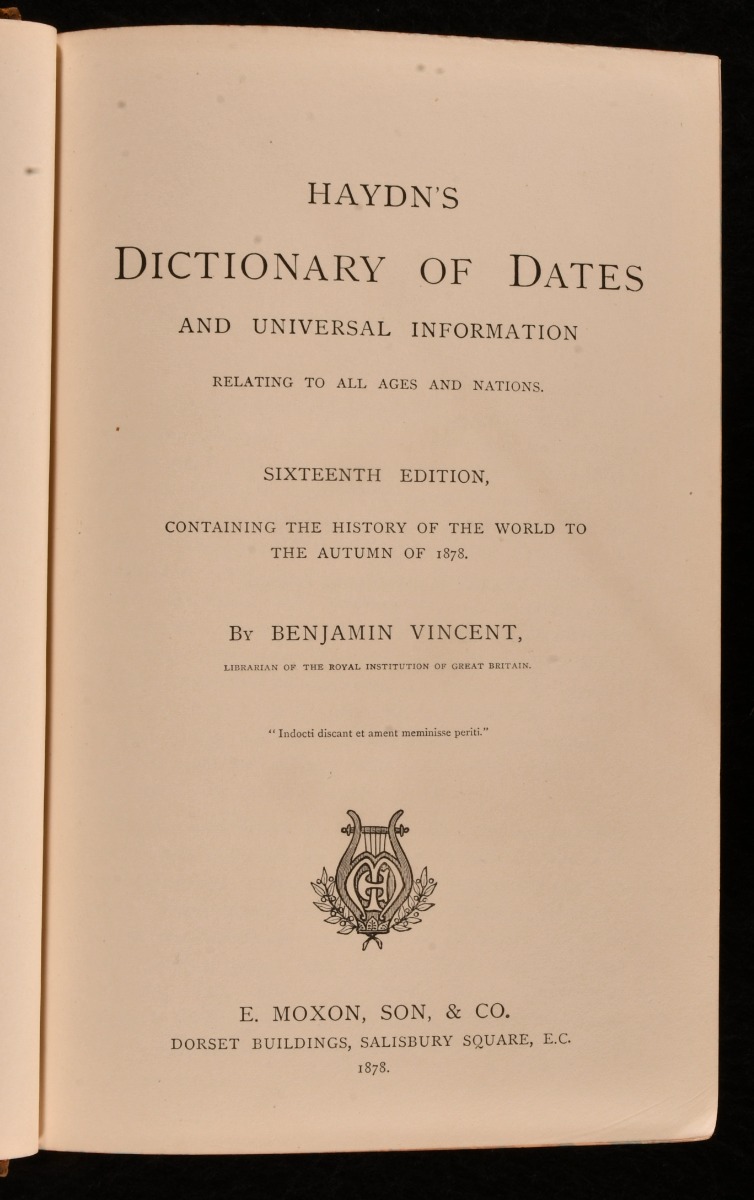 HAYDN'S
DICTIONARY OF DATES
AND UNIVERSAL INFORMATION
RELATING TO ALL AGES AND NATIONS.
SIXTEENTH EDITION,
CONTAINING THE HISTORY OF THE WORLD TO
THE AUTUMN OF 1878.
BY BENJAMIN VINCENT,
LIBRARIAN OF THE ROYAL INSTITUTION OF GREAT BRITAIN.
"Indocti discant et ament meminisse periti."
E. MOXON, SON, & CO.
DORSET BUILDINGS, SALISBURY SQUARE, E.C.
1878.